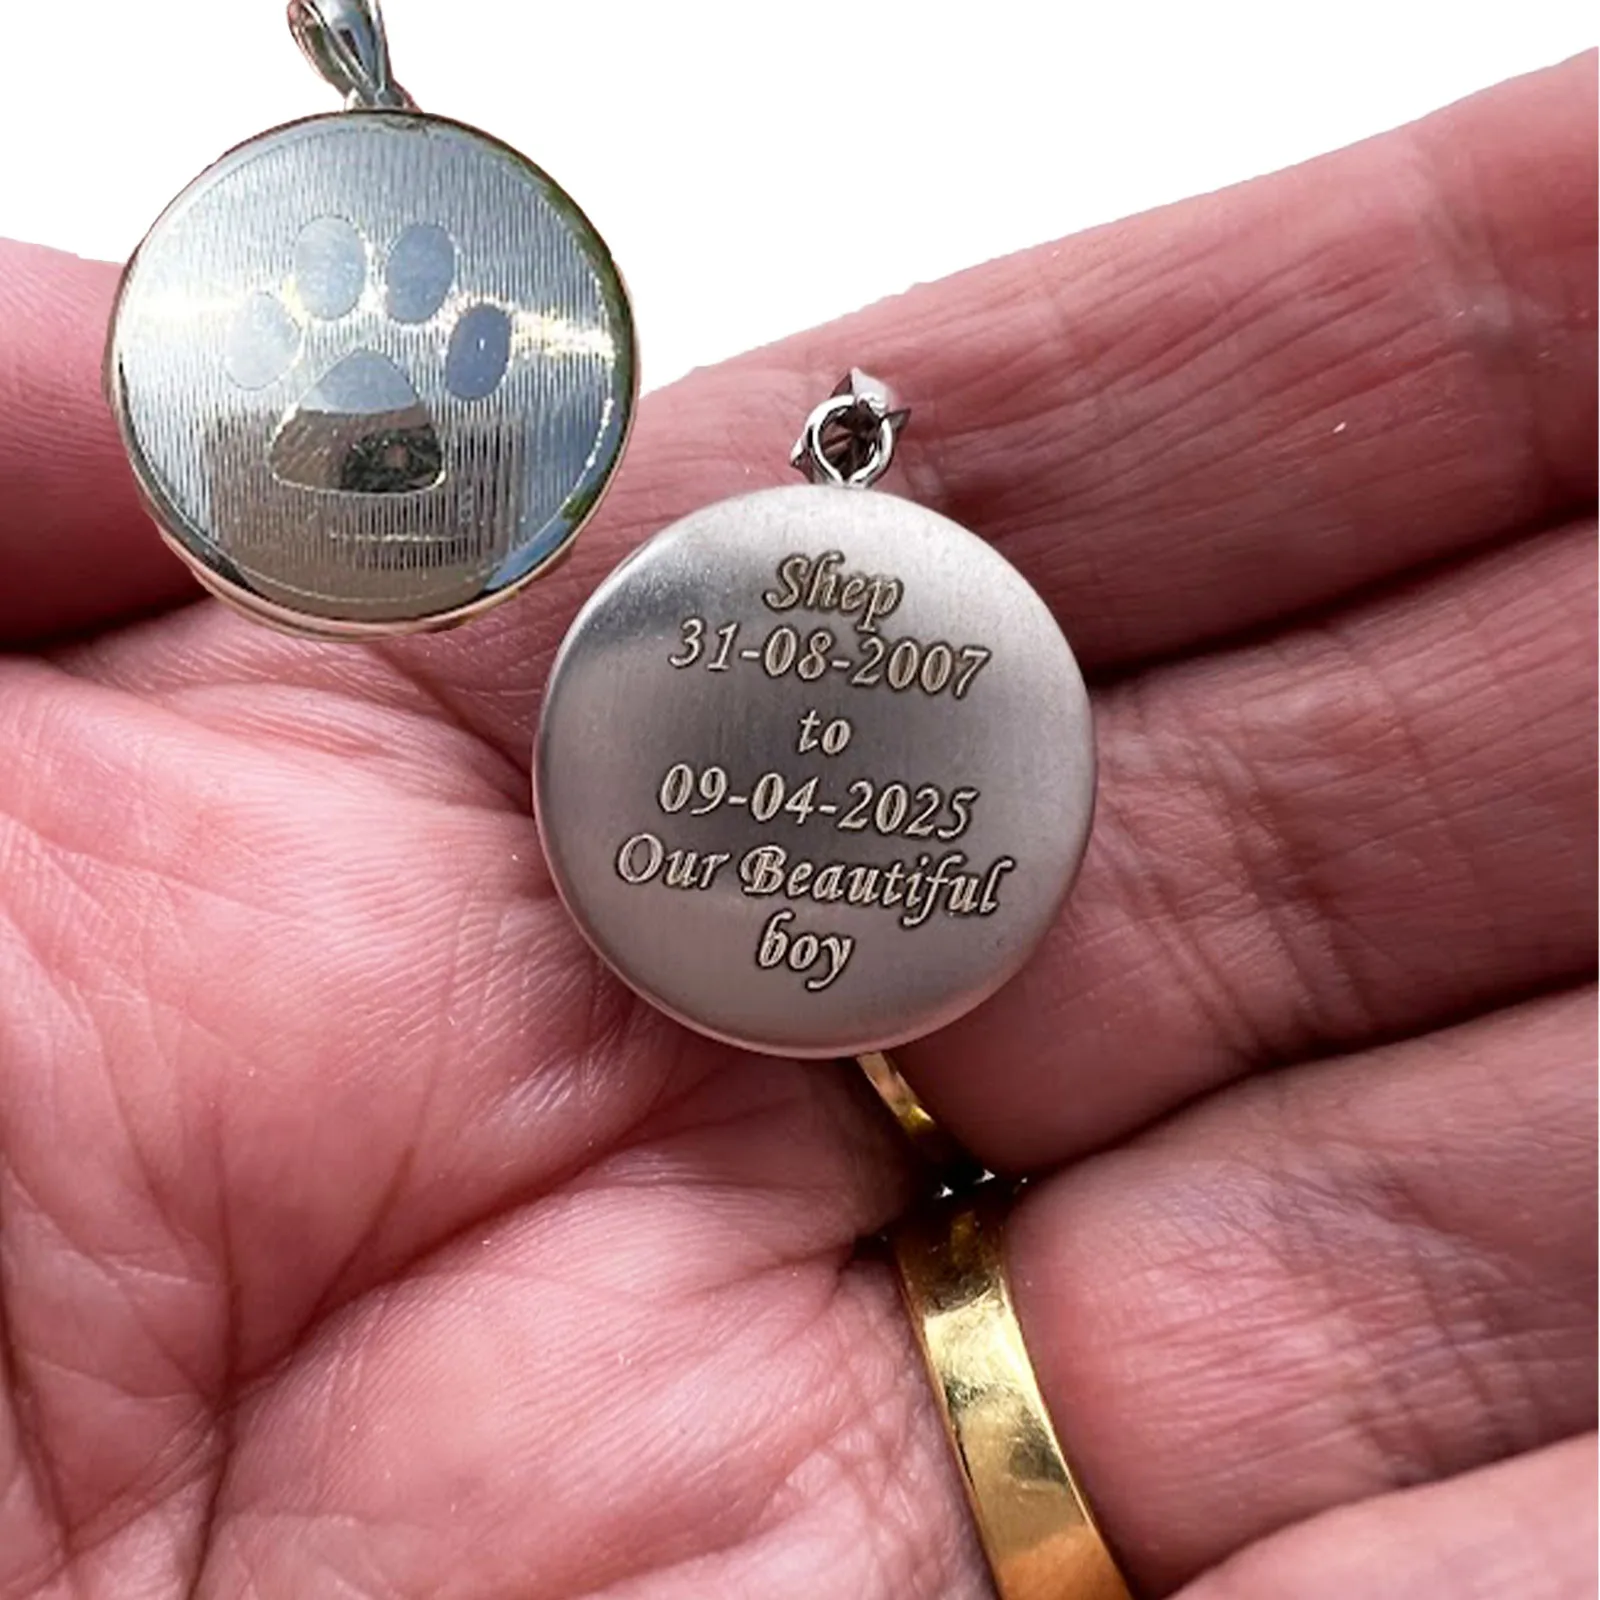 Shep
31-08-2007
to
09-04-2025
Our Beautiful
boy